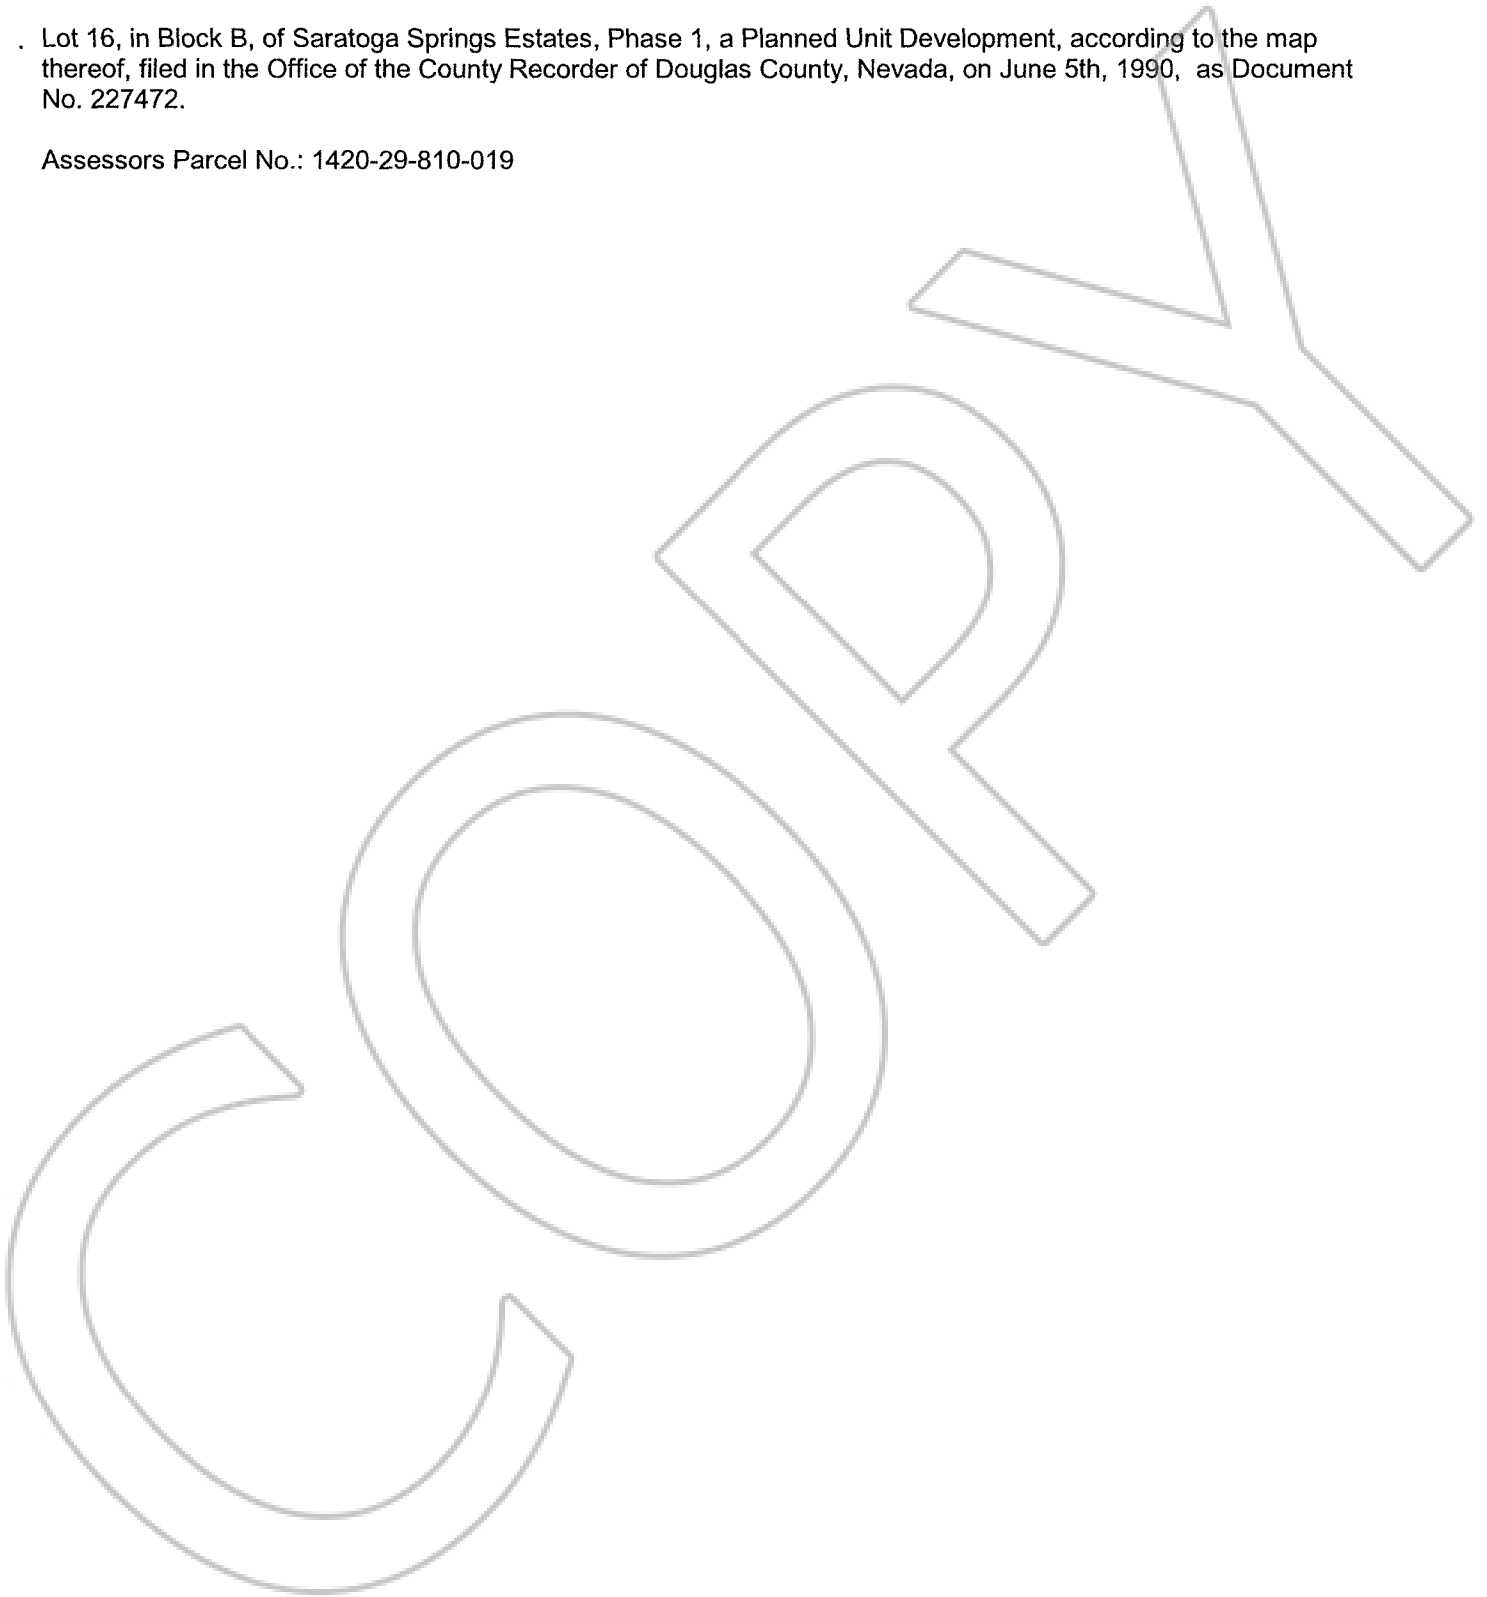 Lot 16, in Block B, of Saratoga Springs Estates, Phase 1, a Planned Unit Development, according to the map
thereof, filed in the Office of the County Recorder of Douglas County, Nevada, on June 5th, 1990, as Document
No. 227472.
Assessors Parcel No.: 1420-29-810-019
COPY